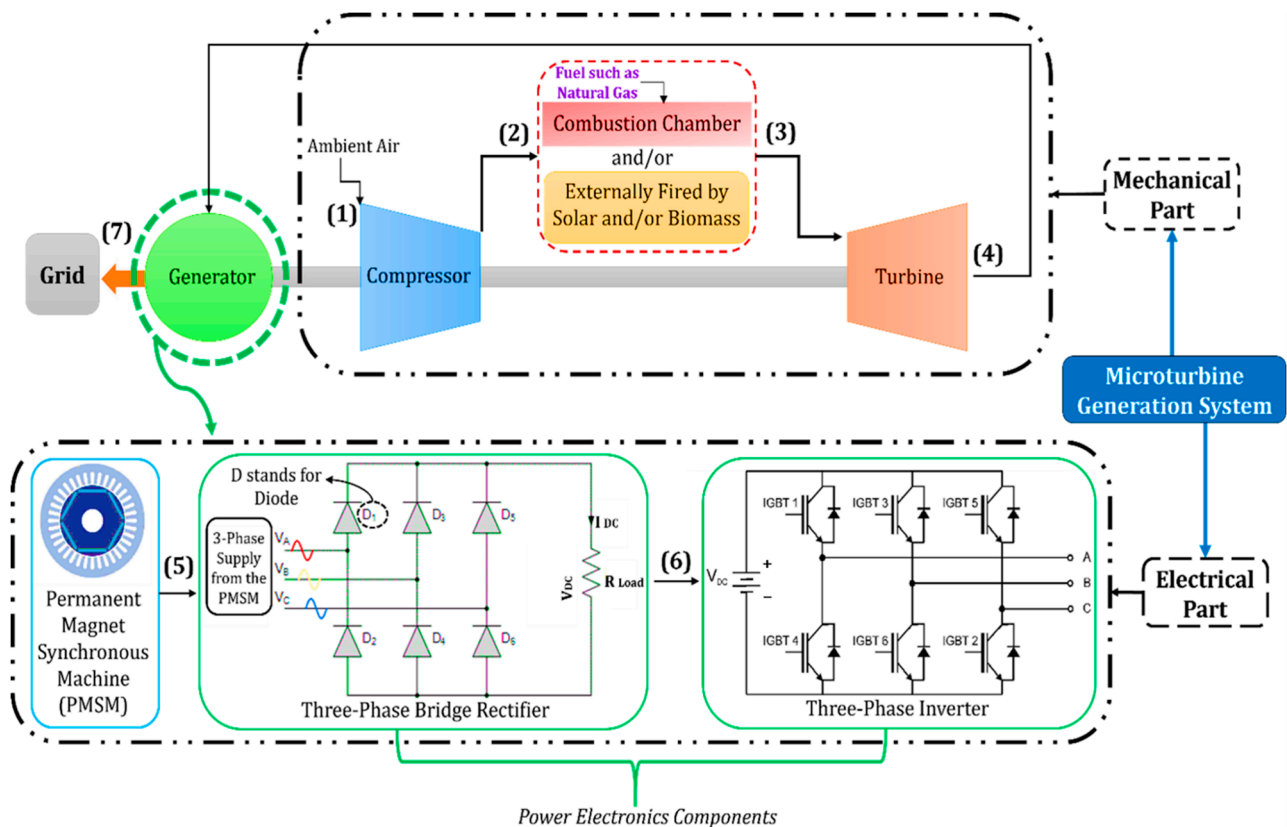 Fuel such as
Natural Gas
Combustion Chamber
and/or
Externally Fired by
Solar and/or Biomass
(2)
(3)
Ambient Air
(1)
Compressor
Turbine
(4)
(7)
Grid
Generator
Mechanical
Part
Microturbine
Generation System
Electrical
Part
Permanent
Magnet
Synchronous
Machine
(PMSM)
(5)
D stands for
Diode
3-Phase
Supply
from the
PMSM
VA
VB
VC
D1
D3
D5
D2
D4
D6
I DC
VDC
R Load
Three-Phase Bridge Rectifier
(6)
VDC
+
–
IGBT 1
IGBT 3
IGBT 5
IGBT 4
IGBT 6
IGBT 2
A
B
C
Three-Phase Inverter
Power Electronics Components